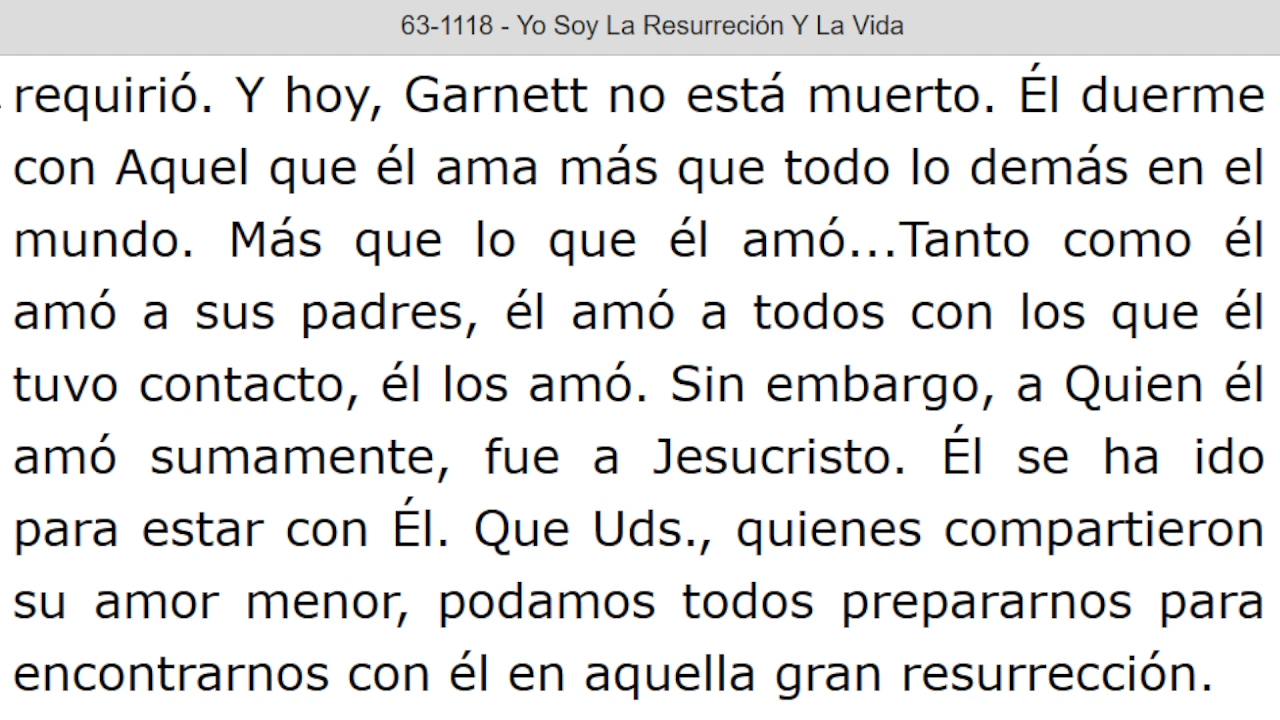 63-1118 - Yo Soy La Resurreción Y La Vida
requirió. Y hoy, Garnett no está muerto. Él duerme
con Aquel que él ama más que todo lo demás en el
mundo. Más que lo que él amó...Tanto como él
amó a sus padres, él amó a todos con los que él
tuvo contacto, él los amó. Sin embargo, a Quien él
amó sumamente, fue a Jesucristo. Él se ha ido
para estar con Él. Que Uds., quienes compartieron
su amor menor, podamos todos prepararnos para
encontrarnos con él en aquella gran resurrección.